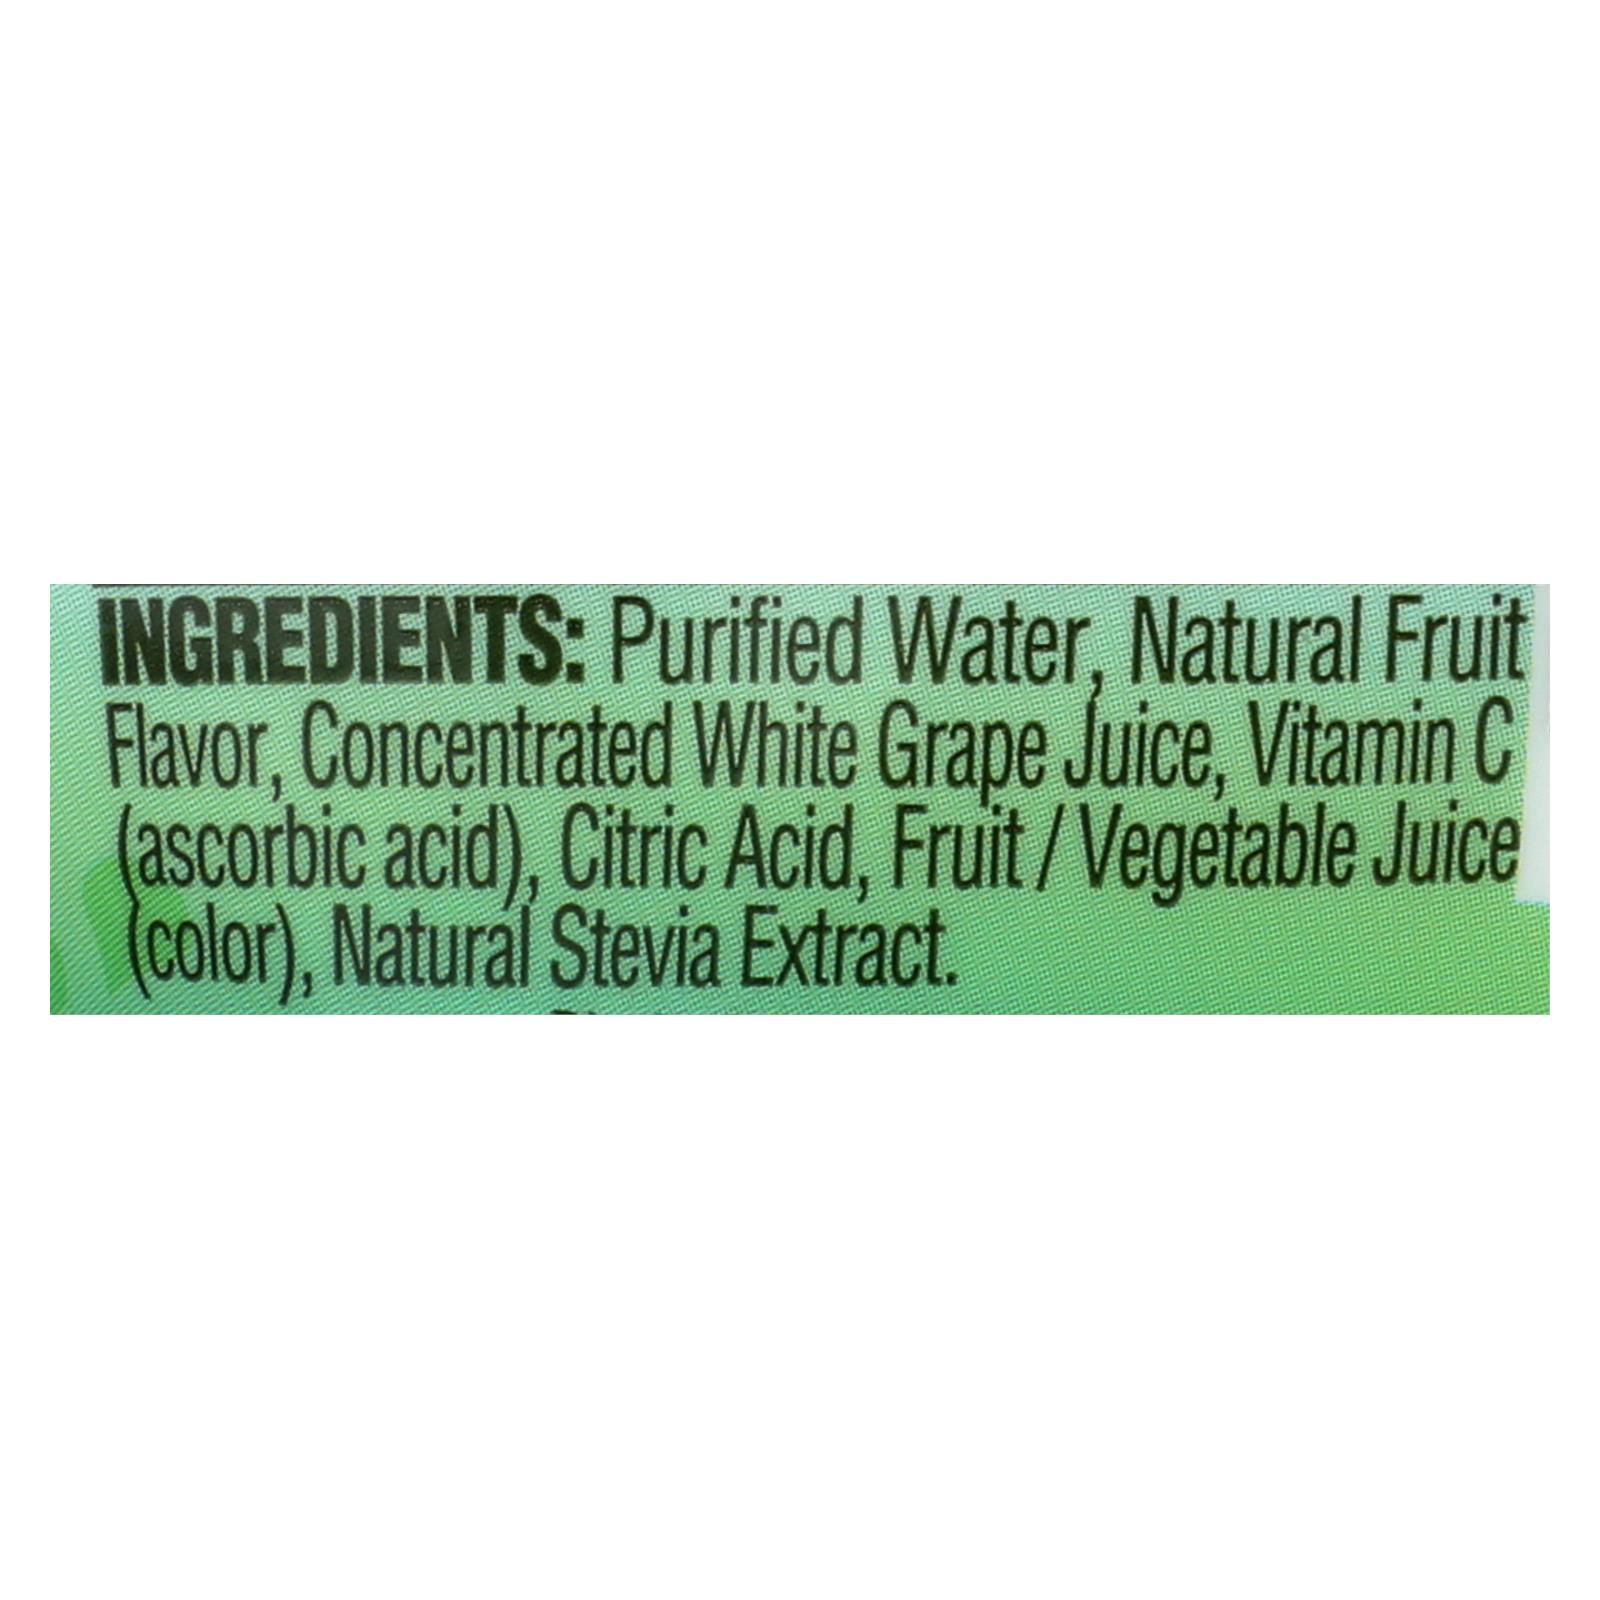 INGREDIENTS: Purified Water, Natural Fruit
Flavor, Concentrated White Grape Juice, Vitamin C
(ascorbic acid), Citric Acid, Fruit / Vegetable Juice
(color), Natural Stevia Extract.